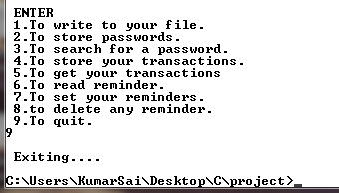 ENTER
1.To write to your file.
2.To store passwords.
3.To search for a password.
4.To store your transactions.
5.To get your transactions
6.To read reminder.
7.To set your reminders.
8.to delete any reminder.
9.To quit.
9
Exiting....
C:\Users\KumarSai\Desktop\C\project>_